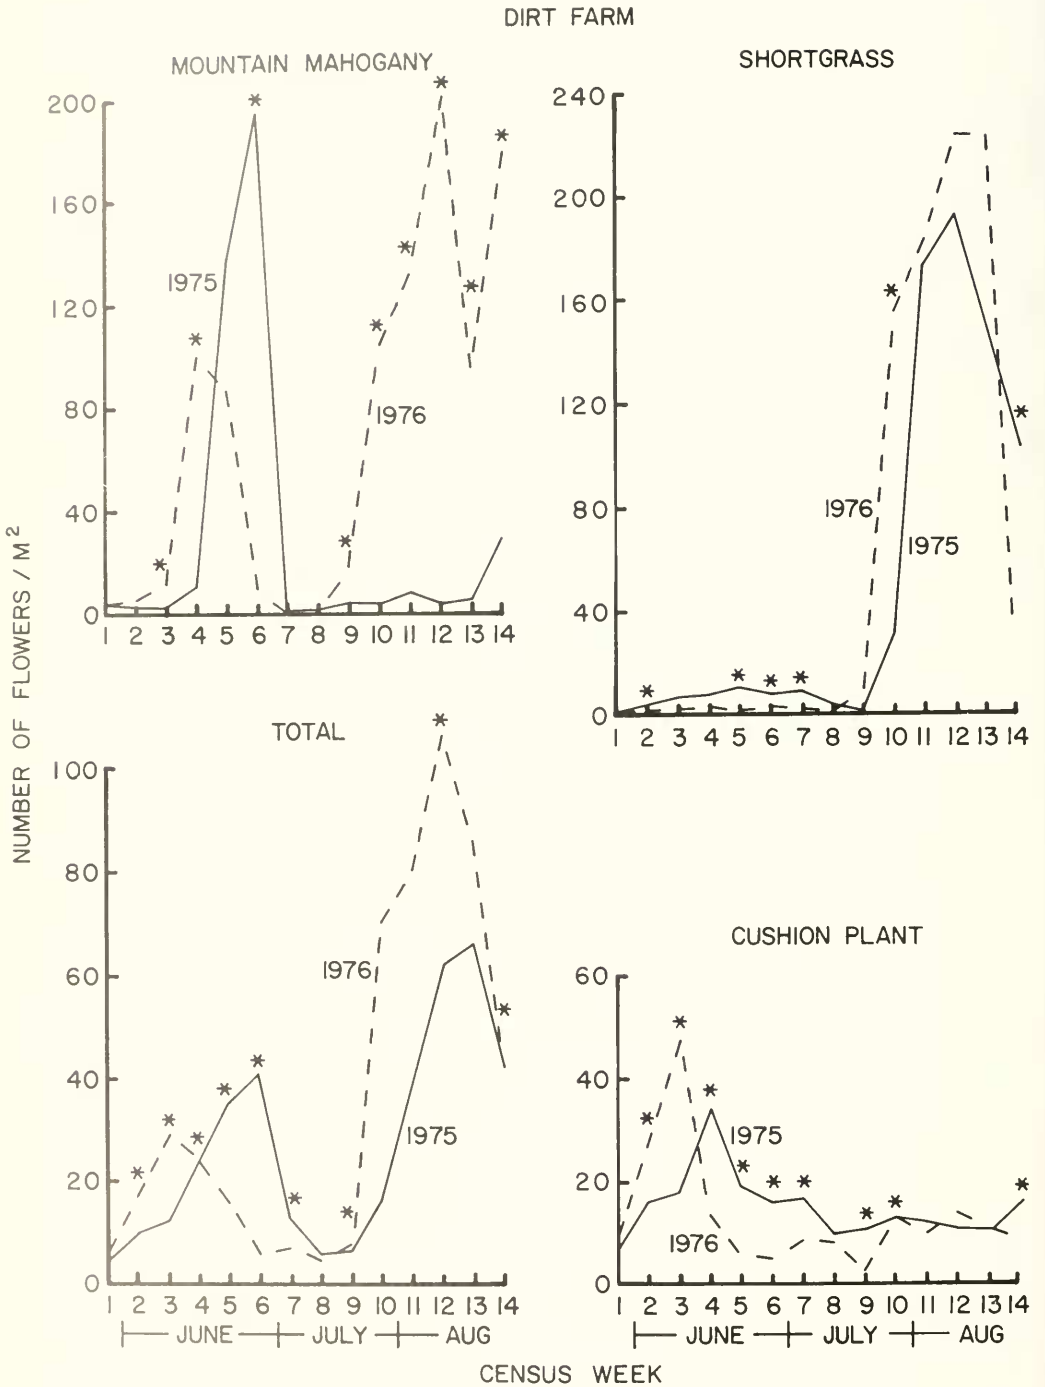 DIRT FARM
MOUNTAIN MAHOGANY
200
160
120
80
40
0
1975
1976
* * * * * * * * *
1 2 3 4 5 6 7 8 9 10 11 12 13 14
SHORTGRASS
240
200
160
120
80
40
0
1976
1975
* * * * * *
1 2 3 4 5 6 7 8 9 10 11 12 13 14
NUMBER OF FLOWERS / M²
TOTAL
100
80
60
40
20
0
1976
1975
* * * * * * * * *
1 2 3 4 5 6 7 8 9 10 11 12 13 14
JUNE JULY AUG
CUSHION PLANT
60
40
20
0
1975
1976
* * * * * * * * *
1 2 3 4 5 6 7 8 9 10 11 12 13 14
JUNE JULY AUG
CENSUS WEEK